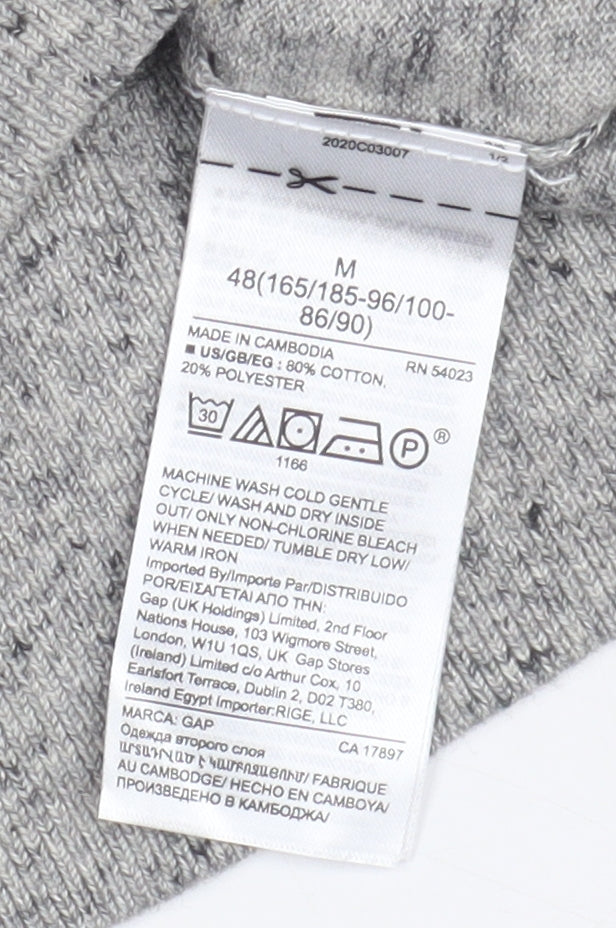 2020C03007
1/2
M
48(165/185-96/100-
86/90)
MADE IN CAMBODIA
RN 54023
■ US/GB/EG : 80% COTTON,
20% POLYESTER
30
P ®
1166
MACHINE WASH COLD GENTLE
CYCLE/ WASH AND DRY INSIDE
OUT/ ONLY NON-CHLORINE BLEACH
WHEN NEEDED/ TUMBLE DRY LOW/
WARM IRON
Imported By/Importe Par/DISTRIBUIDO
POR/ΕΙΣΑΓΕΤΑΙ ΑΠΟ ΤΗΝ:
Gap (UK Holdings) Limited, 2nd Floor
Nations House, 103 Wigmore Street,
London, W1U 1QS, UK Gap Stores
(Ireland) Limited c/o Arthur Cox, 10
Earlsfort Terrace, Dublin 2, D02 T380,
Ireland Egypt Importer:RIGE, LLC
MARCA: GAP
CA 17897
Одежда второго слоя
ԱՐՏԱԴՐՎԱԾ Է ԿԱՄԲՈՋԱՅՈՒՄ/ FABRIQUE
AU CAMBODGE/ HECHO EN CAMBOYA/
ПРОИЗВЕДЕНО В КАМБОДЖА/